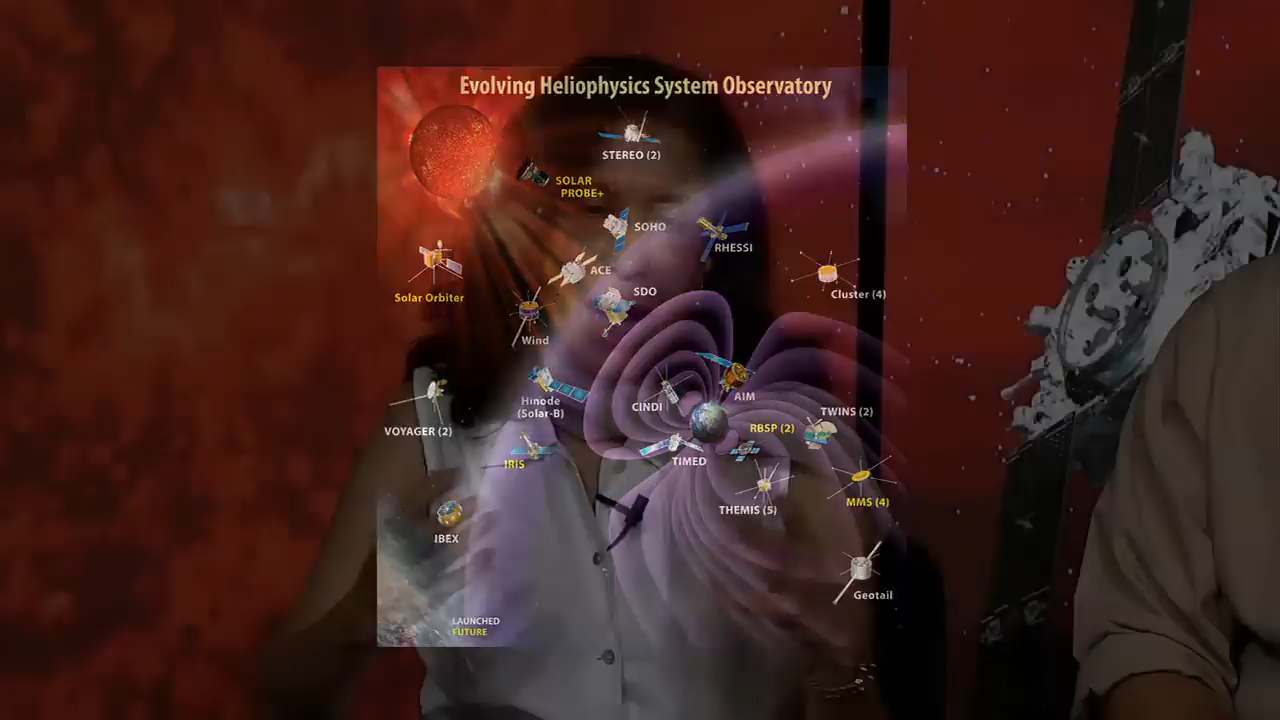 Evolving Heliophysics System Observatory
STEREO (2)
SOLAR
PROBE+
SOHO
RHESSI
ACE
Solar Orbiter
SDO
Cluster (4)
Wind
Hinode
(Solar-B)
CINDI
AIM
TWINS (2)
VOYAGER (2)
RBSP (2)
IRIS
TIMED
THEMIS (5)
MMS (4)
IBEX
Geotail
LAUNCHED
FUTURE